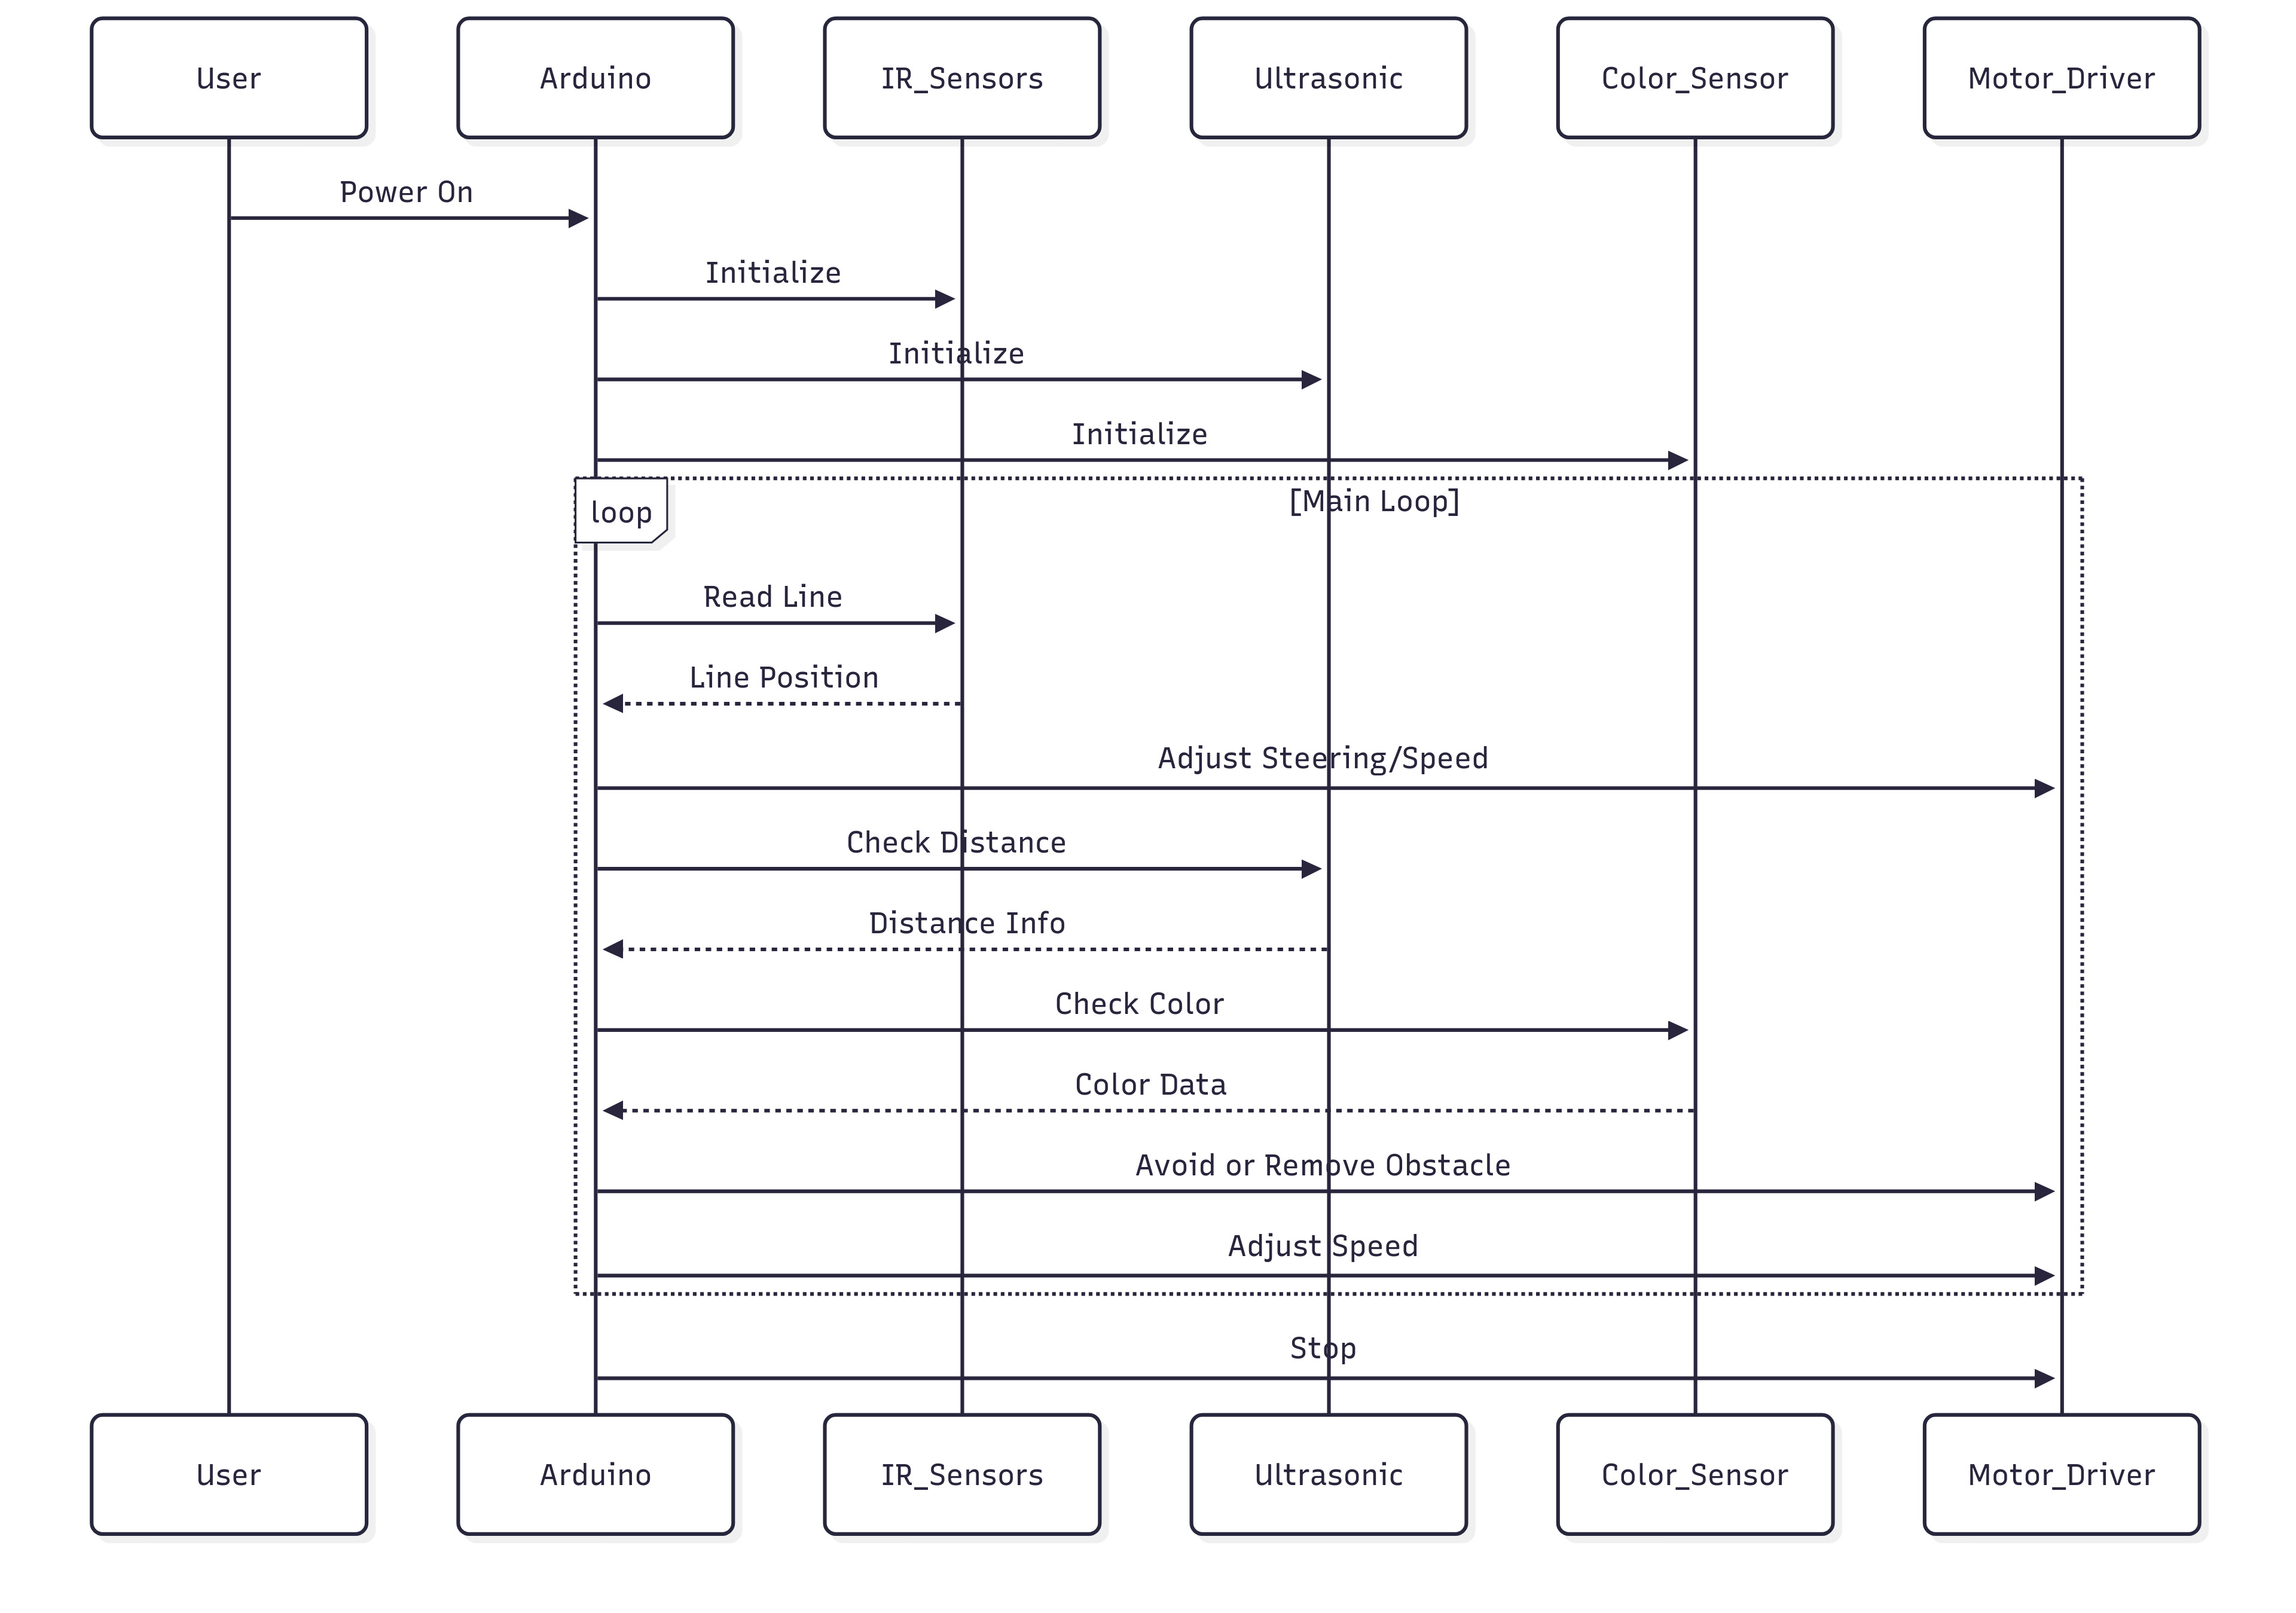 User
Arduino
IR_Sensors
Ultrasonic
Color_Sensor
Motor_Driver
Power On
Initialize
Initialize
Initialize
loop
[Main Loop]
Read Line
Line Position
Adjust Steering/Speed
Check Distance
Distance Info
Check Color
Color Data
Avoid or Remove Obstacle
Adjust Speed
Stop
User
Arduino
IR_Sensors
Ultrasonic
Color_Sensor
Motor_Driver